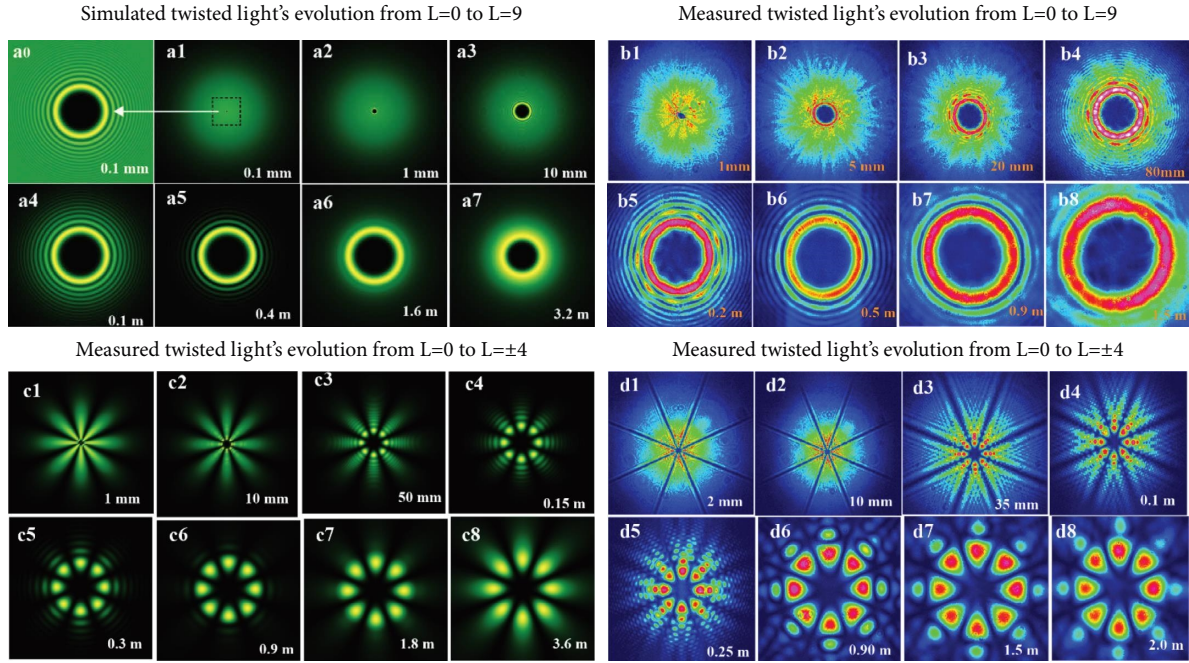 Simulated twisted light's evolution from L=0 to L=9
Measured twisted light's evolution from L=0 to L=9
a0 a1 a2 a3
0.1 mm 0.1 mm 1 mm 10 mm
a4 a5 a6 a7
0.1 m 0.4 m 1.6 m 3.2 m
b1 b2 b3 b4
1mm 5 mm 20 mm 80mm
b5 b6 b7 b8
0.2 m 0.5 m 0.9 m
Measured twisted light's evolution from L=0 to L=±4
Measured twisted light's evolution from L=0 to L=±4
c1 c2 c3 c4
1 mm 10 mm 50 mm 0.15 m
c5 c6 c7 c8
0.3 m 0.9 m 1.8 m 3.6 m
d1 d2 d3 d4
2 mm 10 mm 35 mm 0.1 m
d5 d6 d7 d8
0.25 m 0.90 m 1.5 m 2.0 m